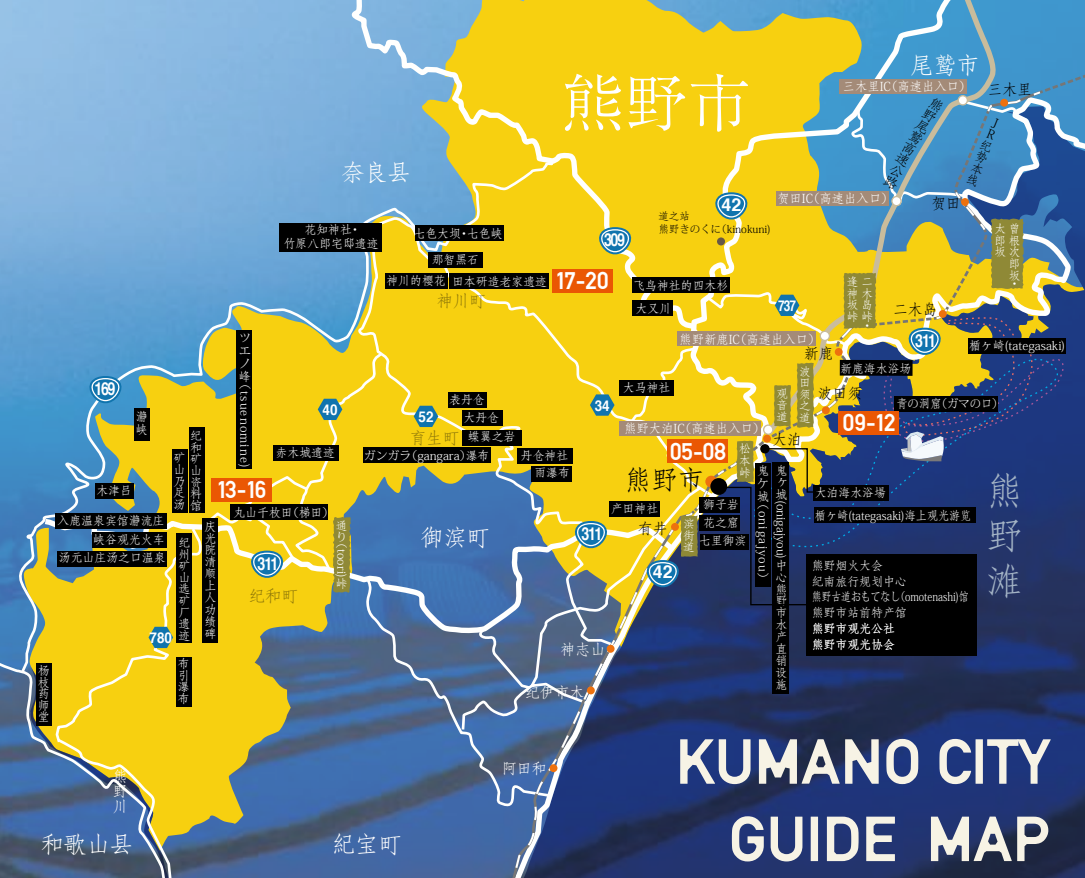 熊野市
尾鹫市
三木里IC(高速出入口)
三木里
熊野尾鹫高速公路
JR纪势本线
奈良县
贺田IC(高速出入口)
贺田
42
道之站
熊野きのくに(kinokuni)
309
曾根次郎坂・
太郎坂
花知神社・
竹原八郎宅邸遗迹
七色大坝・七色峡
那智黑石
神川的樱花
田本研造老家遗迹
17-20
神川町
飞鸟神社的四木杉
大又川
737
二木岛峠・
逢神坂峠
二木岛
熊野新鹿IC(高速出入口)
新鹿
311
楯ケ崎(tategasaki)
新鹿海水浴场
ツエノ峰(tsuenomine)
169
瀞峡
40
52
34
大马神社
表丹仓
大丹仓
育生町
蝶翼之岩
ガンガラ(gangara)瀑布
丹仓神社
雨瀑布
赤木城遗迹
观音道
波田须之道
波田须
青の洞窟(ガマの口)
09-12
熊野大泊IC(高速出入口)
大泊
05-08
松本峠
纪和矿山资料馆
矿山乃足汤
木津吕
13-16
丸山千枚田(梯田)
入鹿温泉宾馆瀞流庄
峡谷观光火车
汤元山庄汤之口温泉
纪州矿山选矿厂遗迹
庆光院清顺上人功绩碑
311
纪和町
通り(toori)峠
御滨町
熊野市
产田神社
有井
311
滨街道
42
狮子岩
花之窟
七里御滨
鬼ケ城(onigajyou)
鬼ケ城(onigajyou)中心熊野市水产直销设施
大泊海水浴场
楯ケ崎(tategasaki)海上观光游览
熊野滩
熊野烟火大会
纪南旅行规划中心
熊野古道おもてなし(omotenashi)馆
熊野市站前特产馆
熊野市观光公社
熊野市观光协会
780
布引瀑布
杨枝药师堂
神志山
纪伊市木
阿田和
熊野川
和歌山县
紀宝町
KUMANO CITY
GUIDE MAP